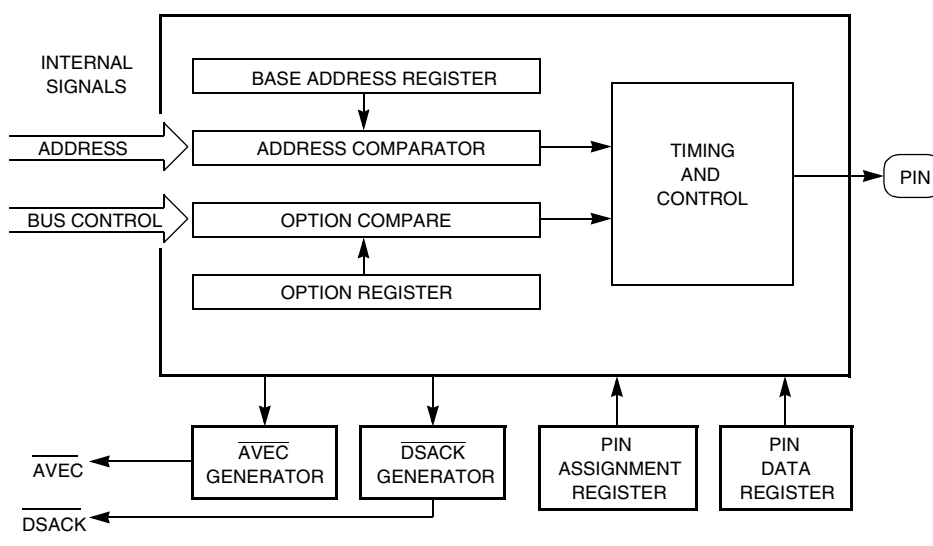 INTERNAL
SIGNALS
BASE ADDRESS REGISTER
ADDRESS
ADDRESS COMPARATOR
TIMING
AND
CONTROL
PIN
BUS CONTROL
OPTION COMPARE
OPTION REGISTER
AVEC
AVEC
GENERATOR
DSACK
GENERATOR
PIN
ASSIGNMENT
REGISTER
PIN
DATA
REGISTER
DSACK